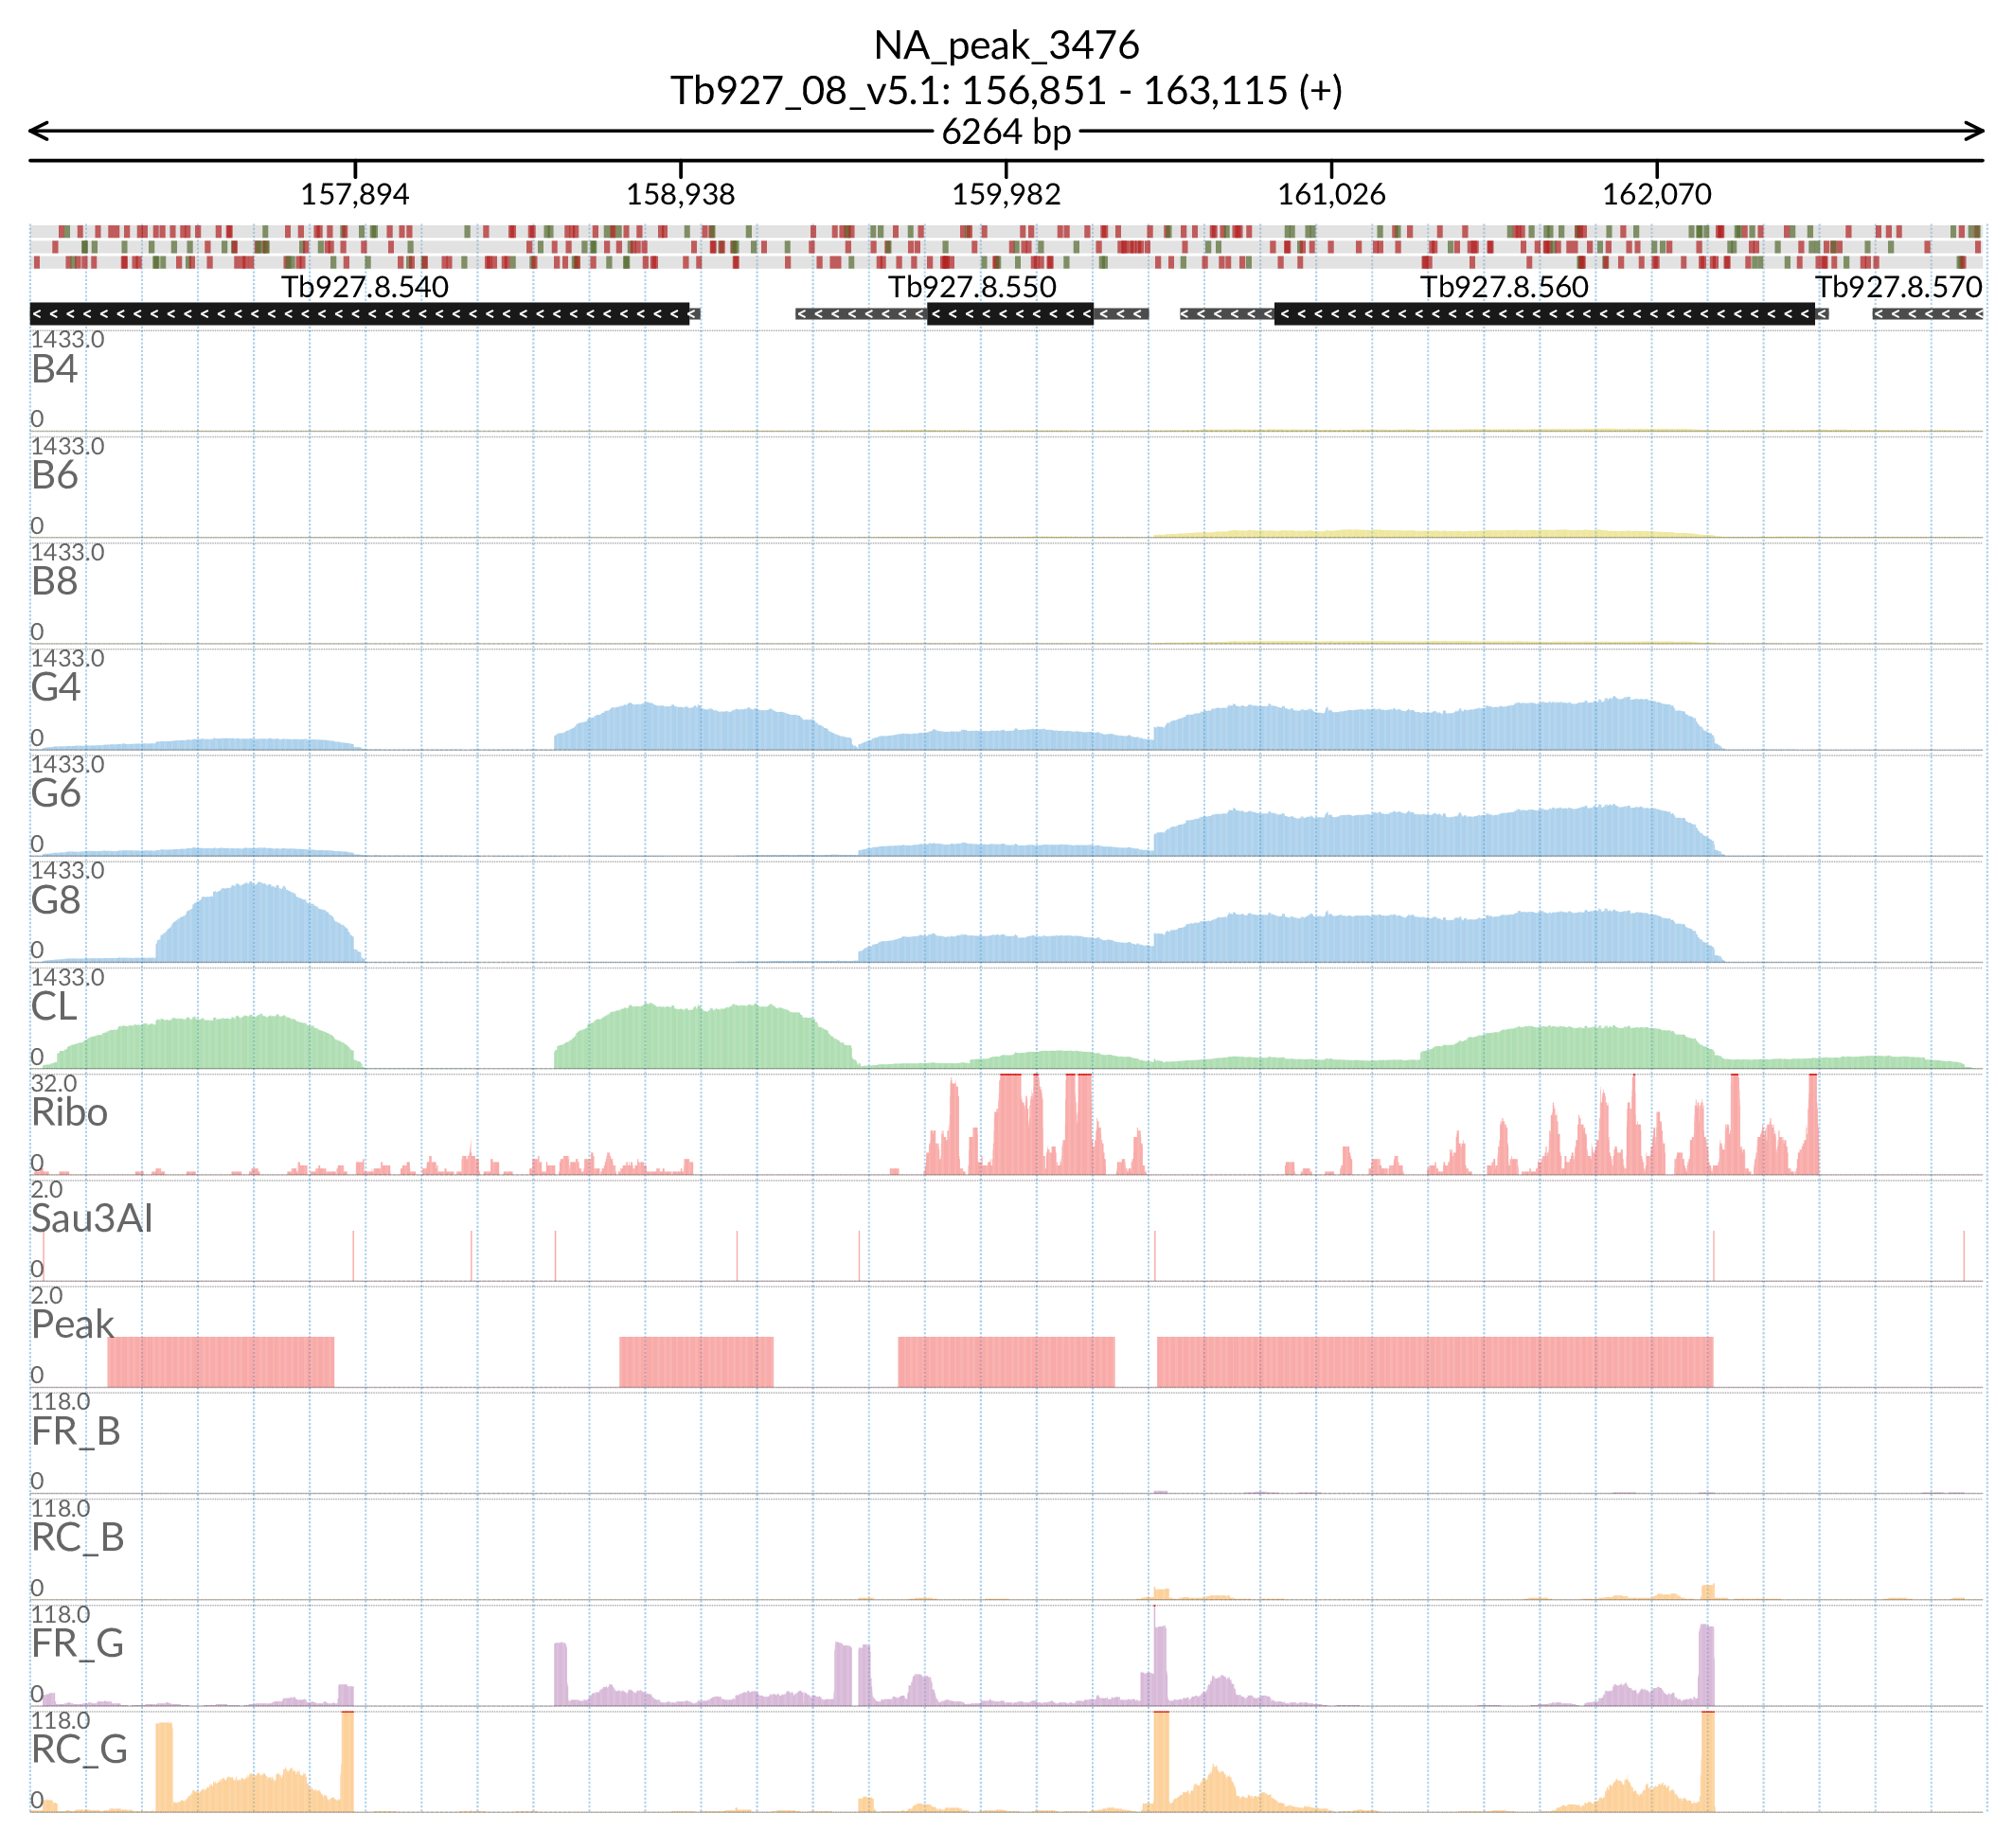 NA_peak_3476
Tb927_08_v5.1: 156,851 - 163,115 (+)
6264 bp
157,894 158,938 159,982 161,026 162,070
Tb927.8.540 Tb927.8.550 Tb927.8.560 Tb927.8.570
1433.0
B4
0
1433.0
B6
0
1433.0
B8
0
1433.0
G4
0
1433.0
G6
0
1433.0
G8
0
1433.0
CL
0
32.0
Ribo
0
2.0
Sau3AI
0
2.0
Peak
0
118.0
FR_B
0
118.0
RC_B
0
118.0
FR_G
0
118.0
RC_G
0